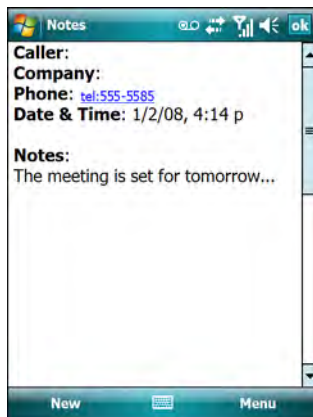 Notes
ok
Caller:
Company:
Phone: tel:555-5585
Date & Time: 1/2/08, 4:14 p
Notes:
The meeting is set for tomorrow...
New
Menu